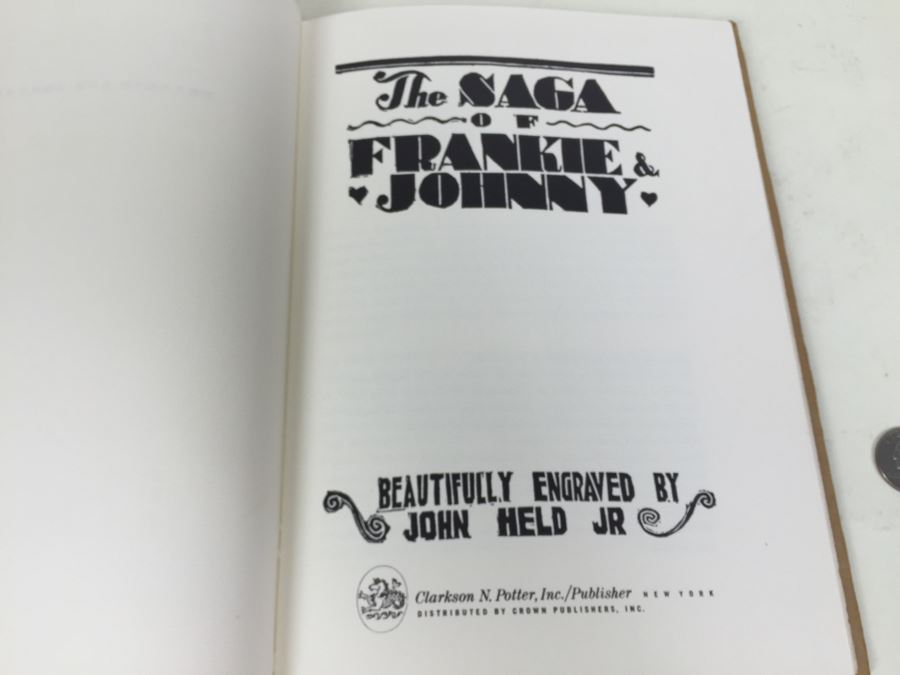 The SAGA
OF
FRANKIE &
JOHNNY
BEAUTIFULLY ENGRAVED BY
JOHN HELD JR
Clarkson N. Potter, Inc./Publisher NEW YORK
DISTRIBUTED BY CROWN PUBLISHERS, INC.